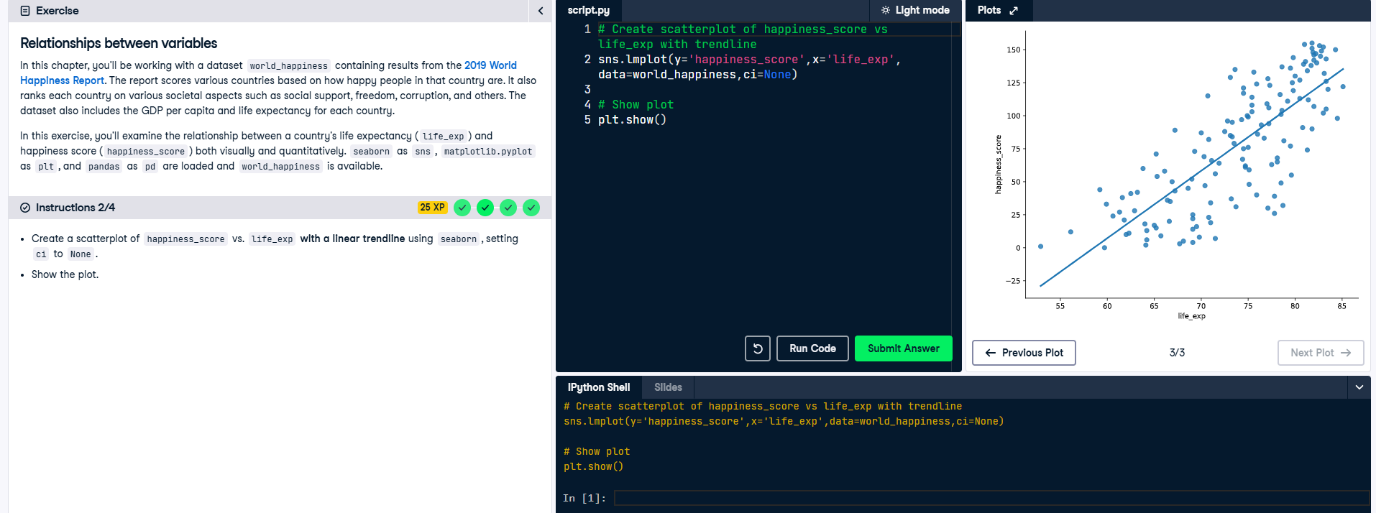 Exercise
Relationships between variables
In this chapter, you'll be working with a dataset world_happiness containing results from the 2019 World
Happiness Report. The report scores various countries based on how happy people in that country are. It also
ranks each country on various societal aspects such as social support, freedom, corruption, and others. The
dataset also includes the GDP per capita and life expectancy for each country.
In this exercise, you'll examine the relationship between a country's life expectancy ( life_exp ) and
happiness score ( happiness_score ) both visually and quantitatively. seaborn as sns , matplotlib.pyplot
as plt , and pandas as pd are loaded and world_happiness is available.
Instructions 2/4
25 XP
• Create a scatterplot of happiness_score vs. life_exp with a linear trendline using seaborn , setting
ci to None .
• Show the plot.
script.py
Light mode
1 # Create scatterplot of happiness_score vs
life_exp with trendline
2 sns.lmplot(y='happiness_score',x='life_exp',
data=world_happiness,ci=None)
3
4 # Show plot
5 plt.show()
Run Code
Submit Answer
Plots
150
125
100
75
50
25
0
−25
happiness_score
55 60 65 70 75 80 85
life_exp
Previous Plot
3/3
Next Plot
IPython Shell
Slides
# Create scatterplot of happiness_score vs life_exp with trendline
sns.lmplot(y='happiness_score',x='life_exp',data=world_happiness,ci=None)
# Show plot
plt.show()
In [1]: